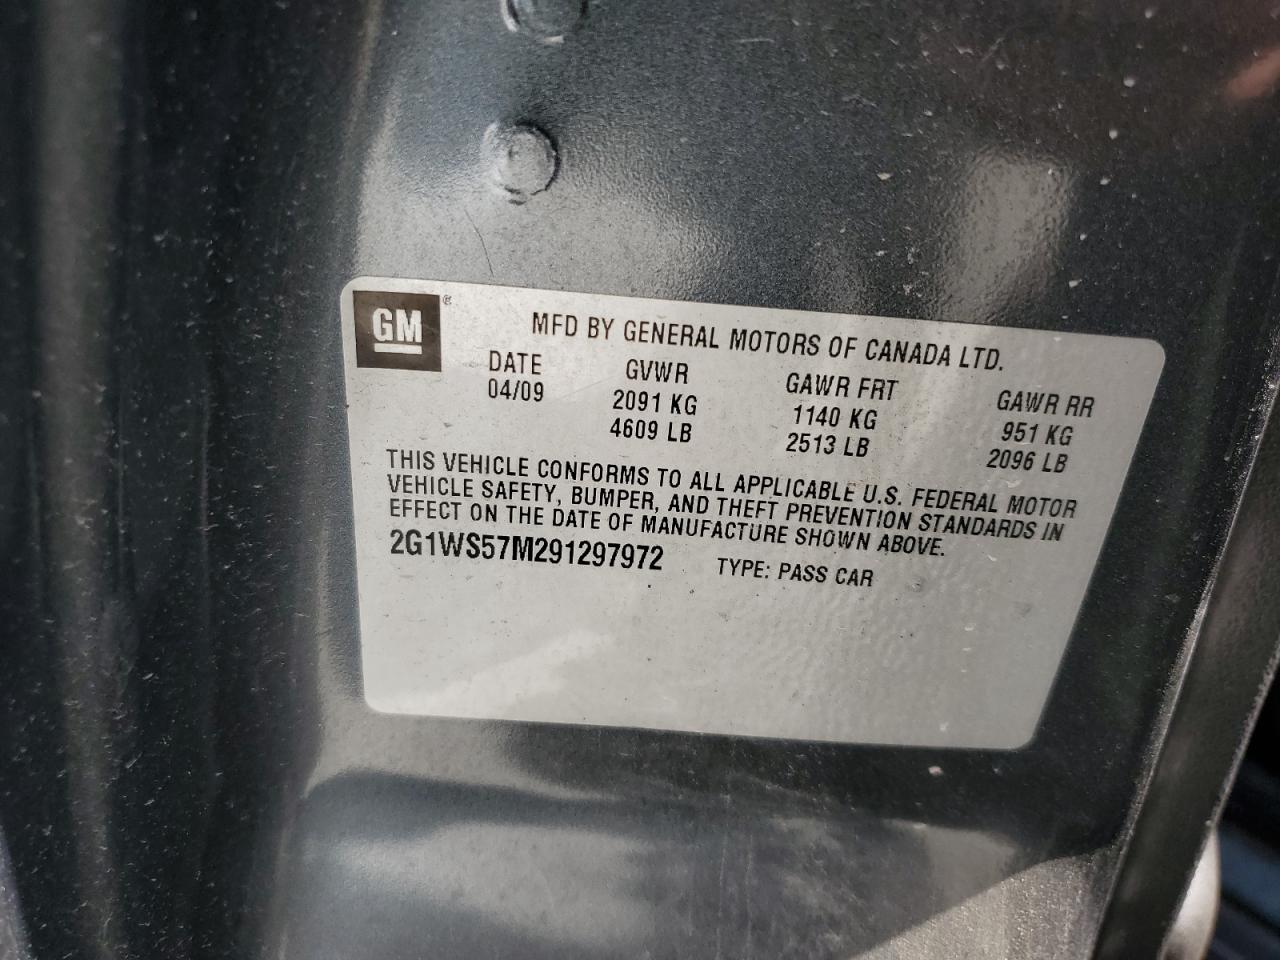 GM®
MFD BY GENERAL MOTORS OF CANADA LTD.
DATE GVWR GAWR FRT GAWR RR
04/09 2091 KG 1140 KG 951 KG
4609 LB 2513 LB 2096 LB
THIS VEHICLE CONFORMS TO ALL APPLICABLE U.S. FEDERAL MOTOR
VEHICLE SAFETY, BUMPER, AND THEFT PREVENTION STANDARDS IN
EFFECT ON THE DATE OF MANUFACTURE SHOWN ABOVE.
2G1WS57M291297972 TYPE: PASS CAR